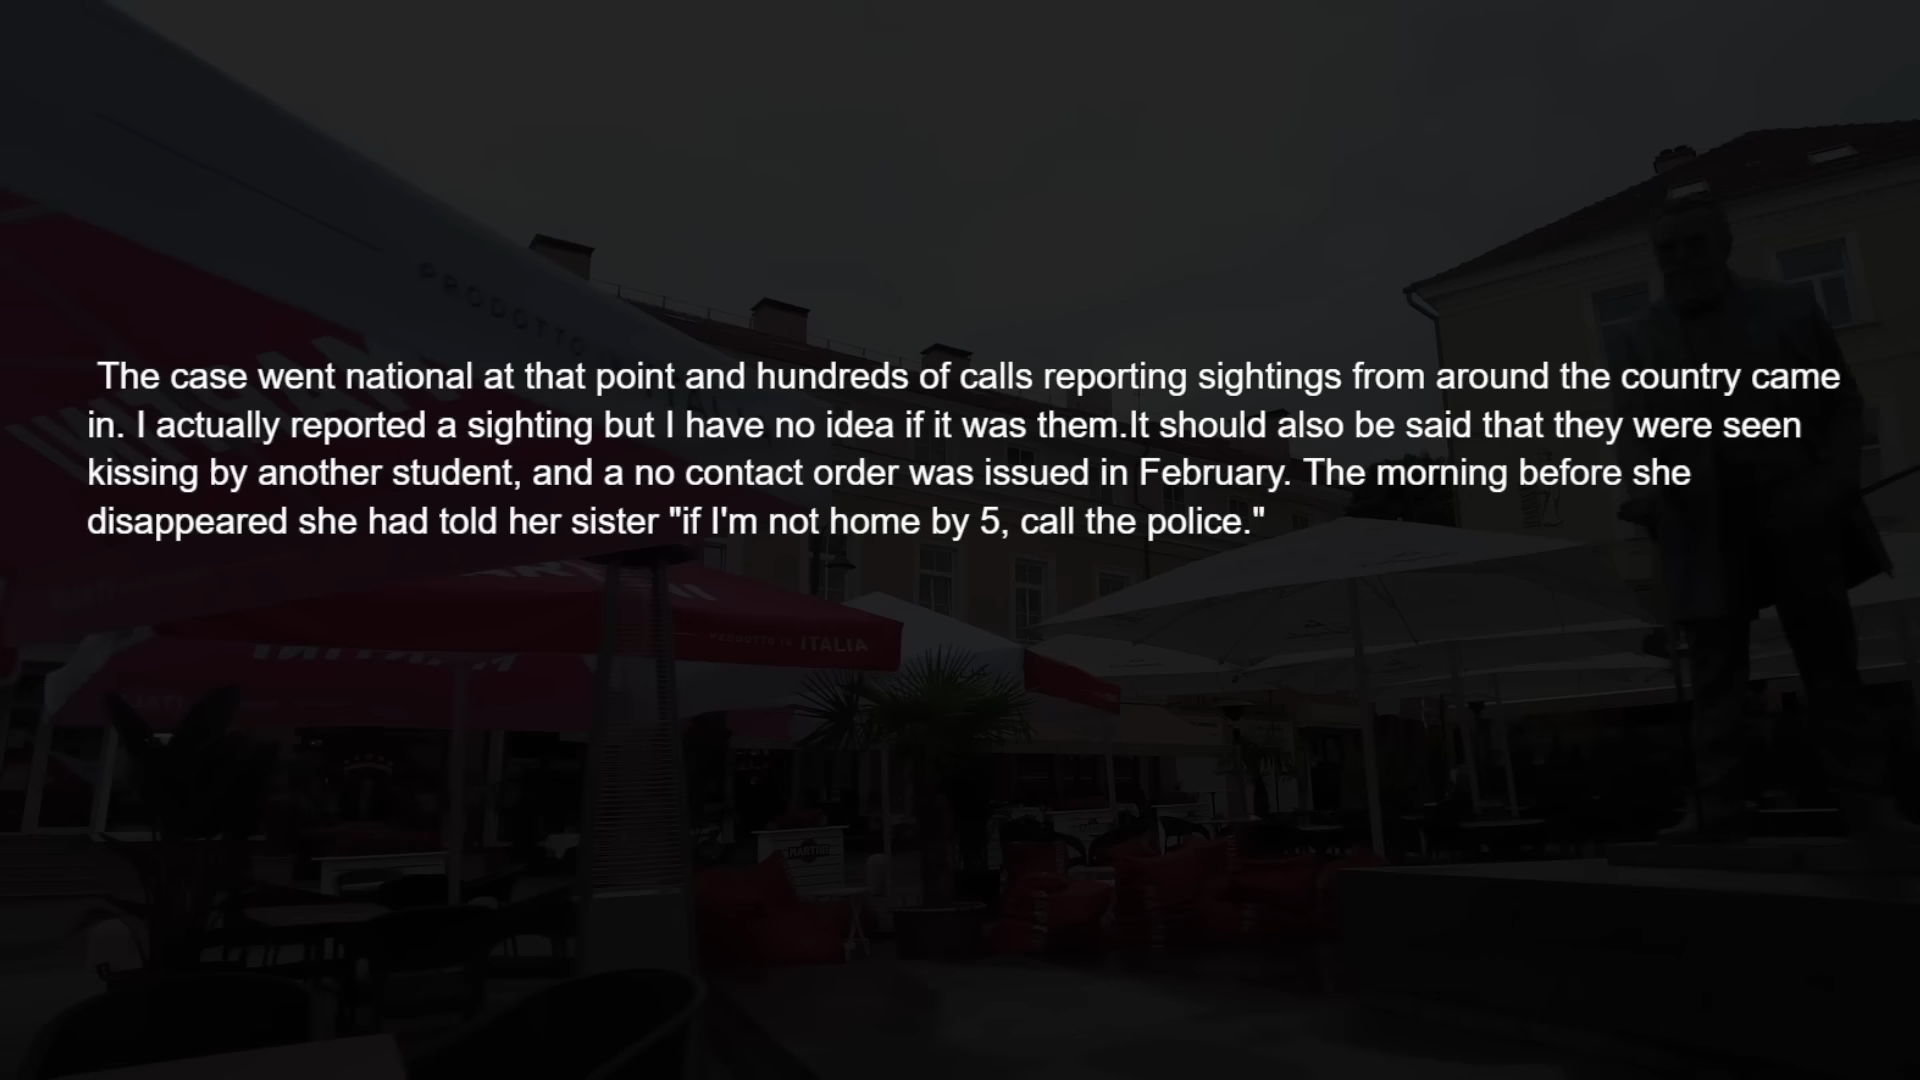 The case went national at that point and hundreds of calls reporting sightings from around the country came
in. I actually reported a sighting but I have no idea if it was them.It should also be said that they were seen
kissing by another student, and a no contact order was issued in February. The morning before she
disappeared she had told her sister "if I'm not home by 5, call the police."
PRODOTTO IN
PRODOTTO IN ITALIA
MARTINI